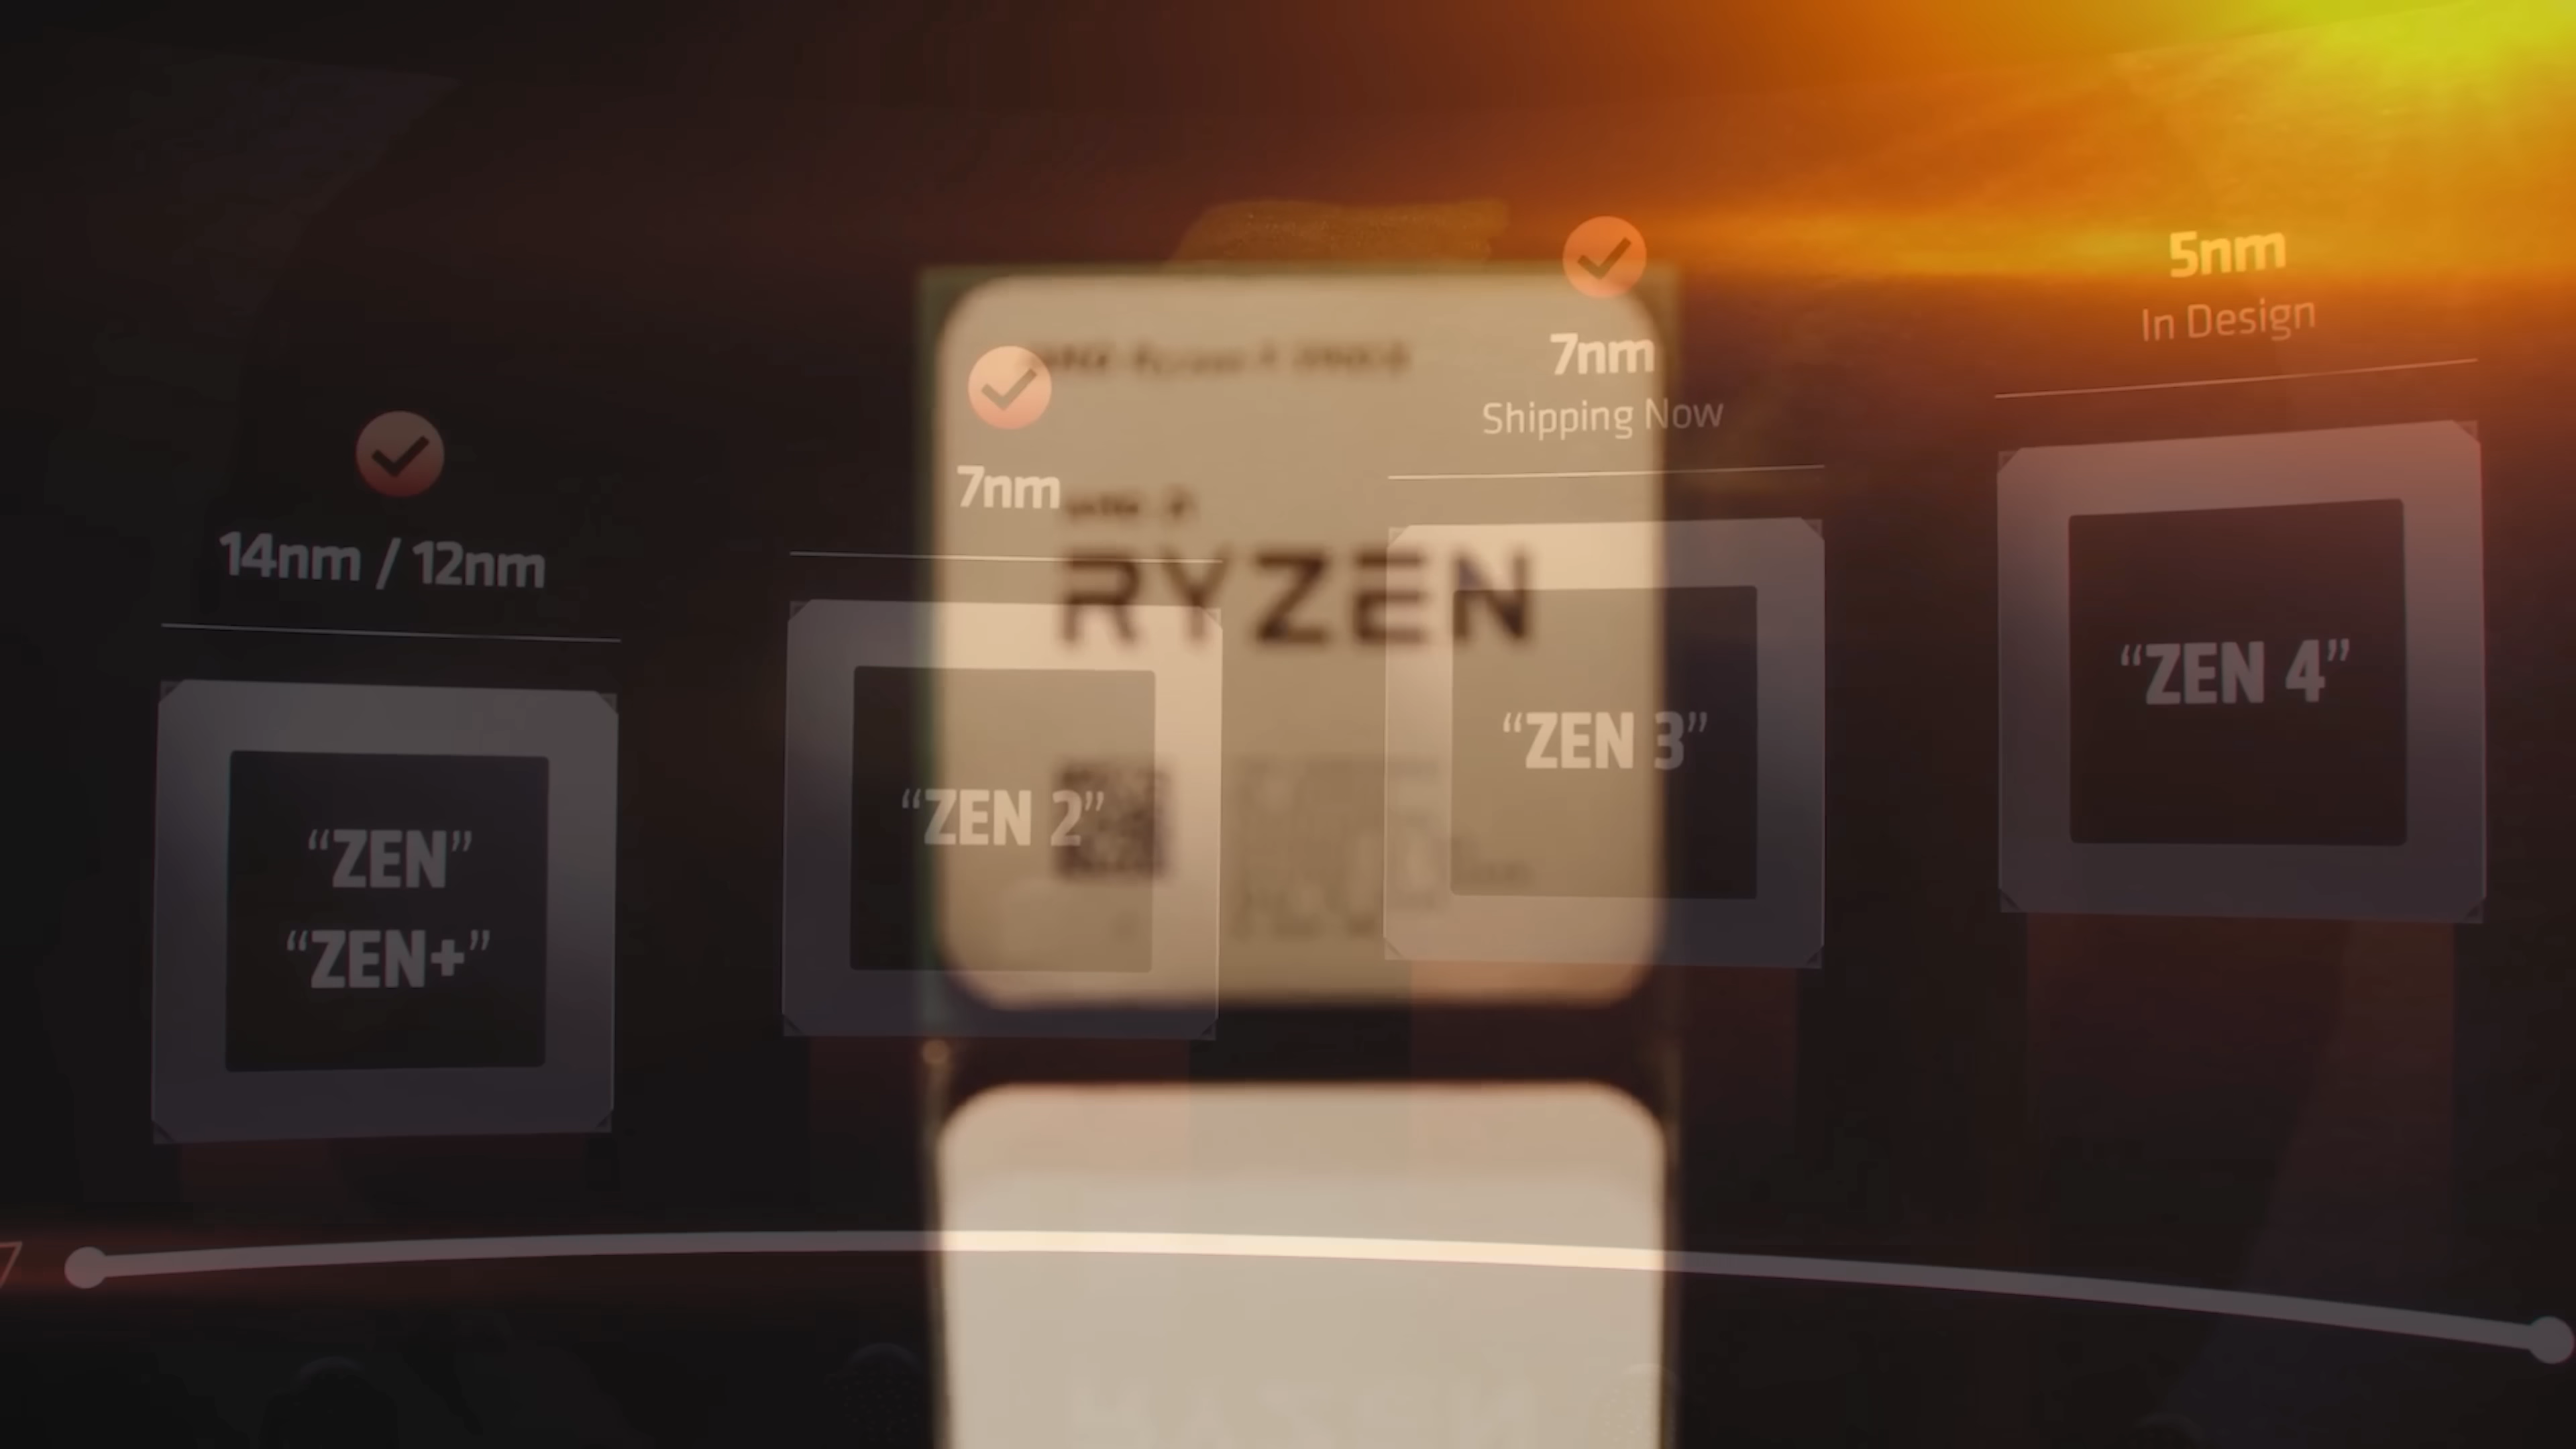 14nm / 12nm
“ZEN”
“ZEN+”
7nm
“ZEN 2”
7nm
Shipping Now
“ZEN 3”
5nm
In Design
“ZEN 4”
RYZEN